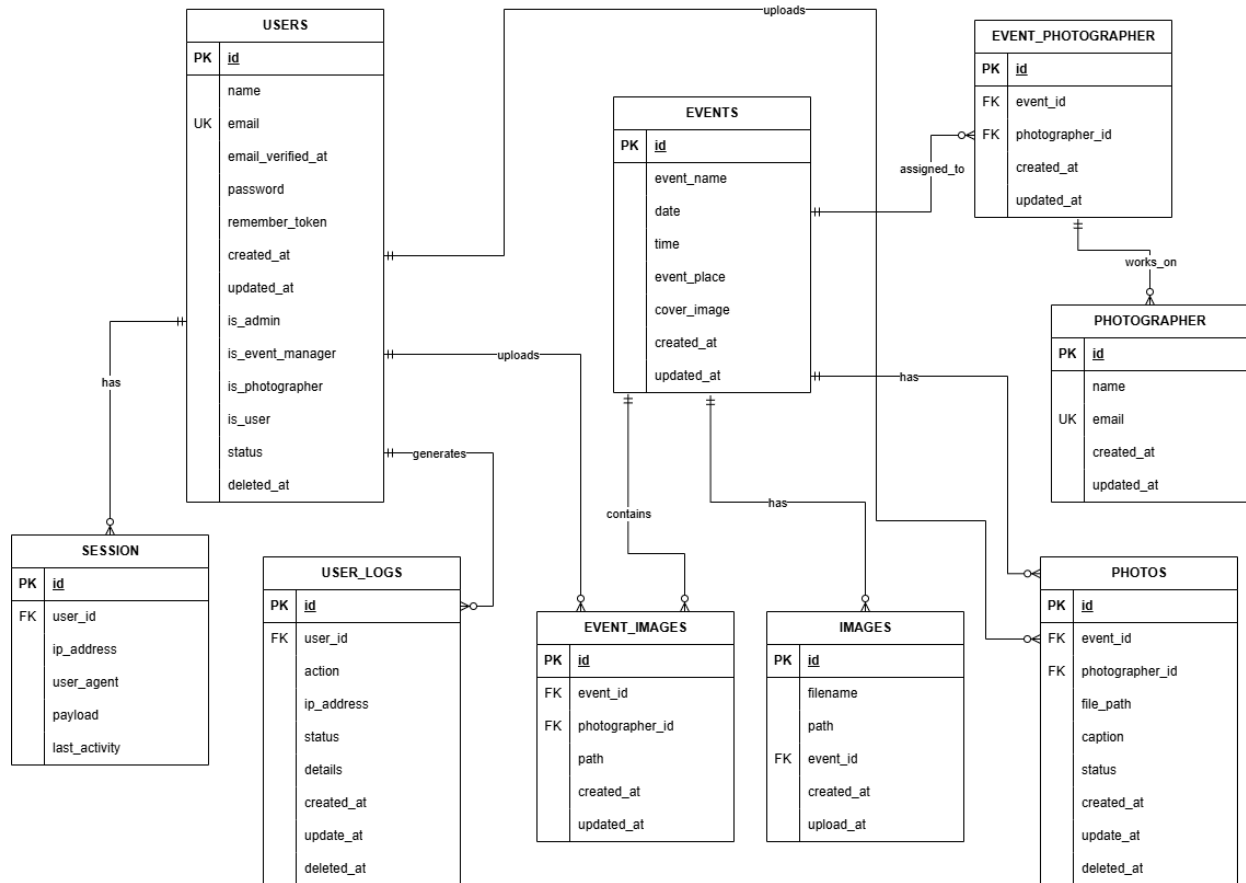 USERS
PK id
name
UK email
email_verified_at
password
remember_token
created_at
updated_at
is_admin
is_event_manager
is_photographer
is_user
status
deleted_at
uploads
EVENT_PHOTOGRAPHER
PK id
FK event_id
FK photographer_id
created_at
updated_at
EVENTS
PK id
event_name
date
time
event_place
cover_image
created_at
updated_at
assigned_to
works_on
PHOTOGRAPHER
PK id
name
UK email
created_at
updated_at
has
uploads
has
generates
contains
has
SESSION
PK id
FK user_id
ip_address
user_agent
payload
last_activity
USER_LOGS
PK id
FK user_id
action
ip_address
status
details
created_at
update_at
deleted_at
EVENT_IMAGES
PK id
FK event_id
FK photographer_id
path
created_at
updated_at
IMAGES
PK id
filename
path
FK event_id
created_at
upload_at
PHOTOS
PK id
FK event_id
FK photographer_id
file_path
caption
status
created_at
update_at
deleted_at